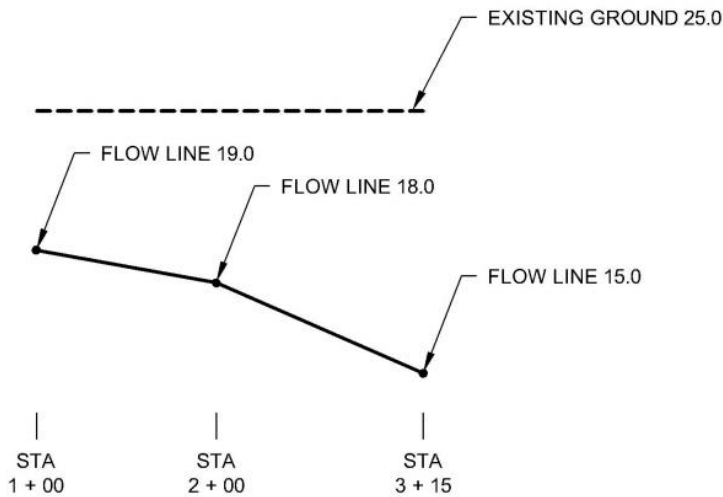 EXISTING GROUND 25.0
FLOW LINE 19.0
FLOW LINE 18.0
FLOW LINE 15.0
STA
1 + 00
STA
2 + 00
STA
3 + 15